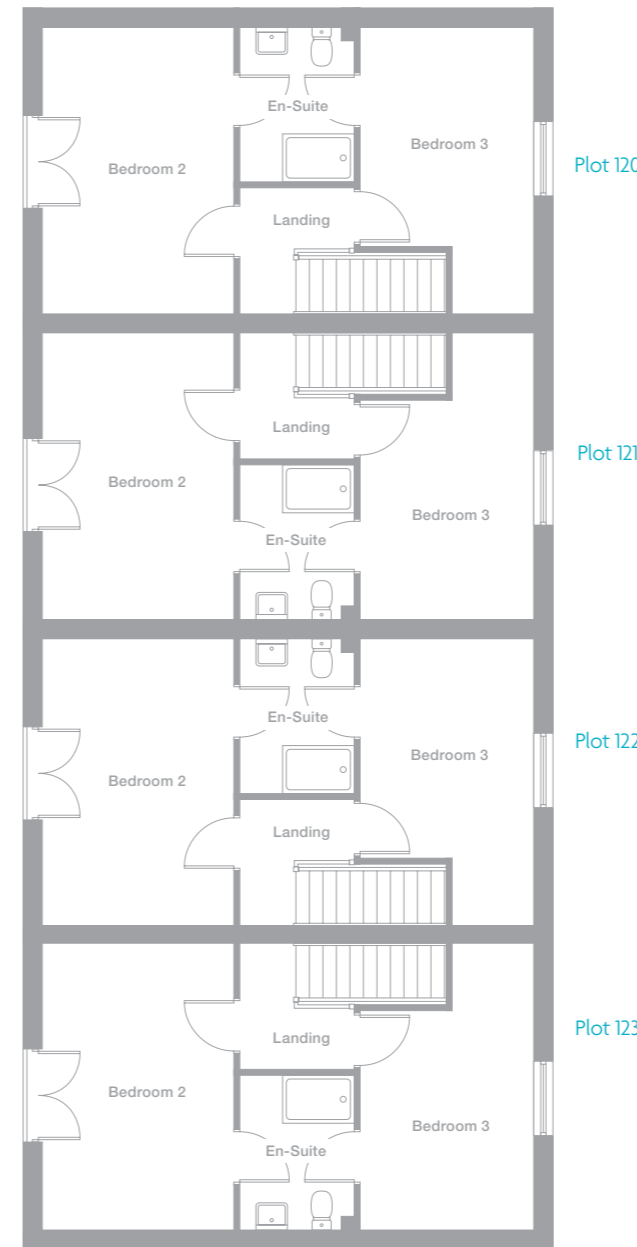 En-Suite
Bedroom 3
Plot 120
Bedroom 2
Landing
Landing
Plot 121
Bedroom 2
Bedroom 3
En-Suite
En-Suite
Plot 122
Bedroom 3
Bedroom 2
Landing
Plot 123
Landing
Bedroom 2
Bedroom 3
En-Suite